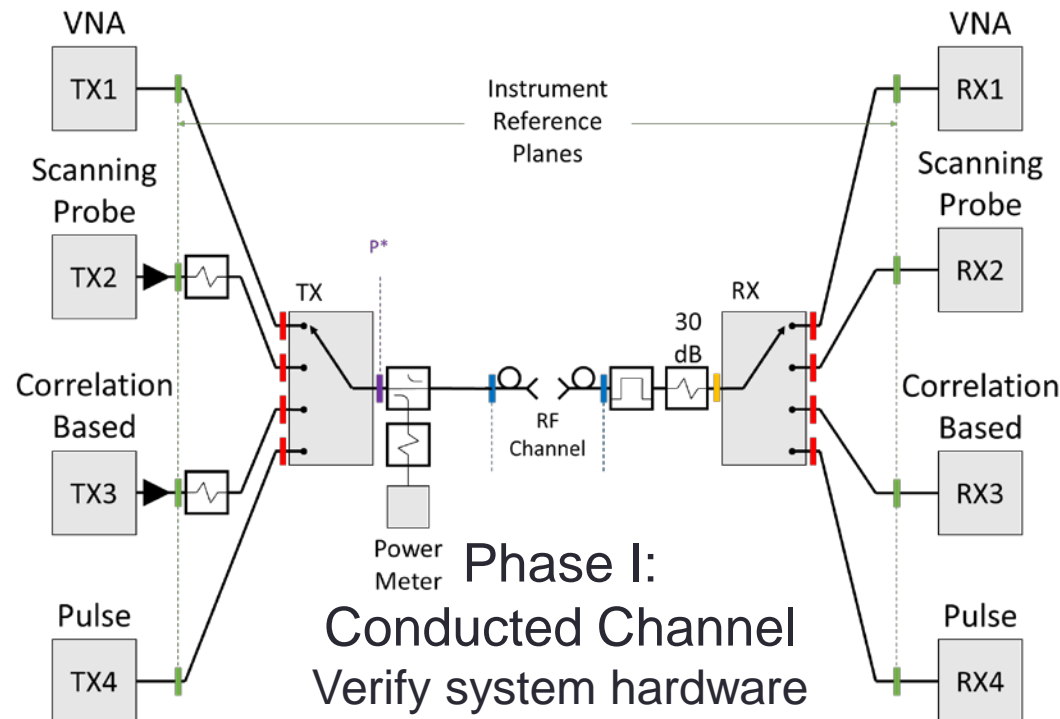 VNA
TX1
Scanning
Probe
TX2
Correlation
Based
TX3
Pulse
TX4
Instrument
Reference
Planes
P*
TX
30
dB
RX
RF
Channel
Power
Meter
Phase I:
Conducted Channel
Verify system hardware
VNA
RX1
Scanning
Probe
RX2
Correlation
Based
RX3
Pulse
RX4